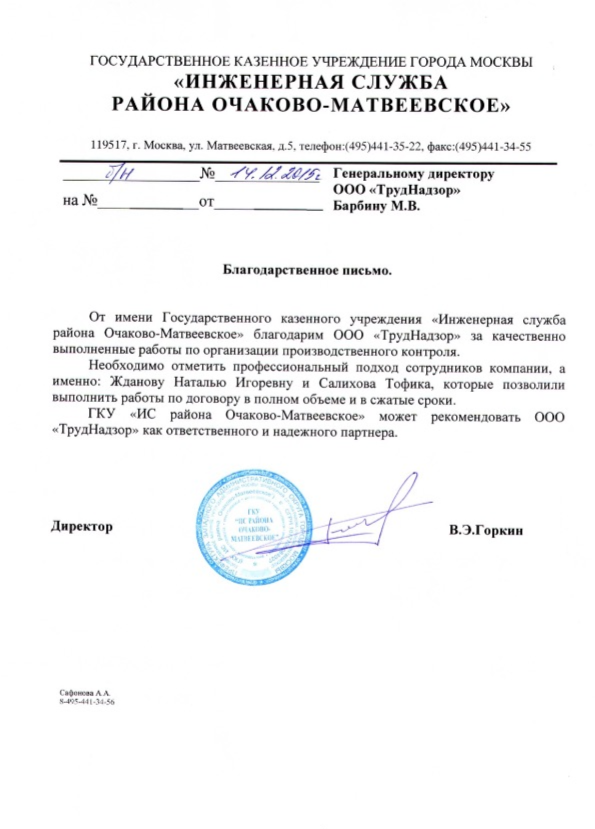 ГОСУДАРСТВЕННОЕ КАЗЕННОЕ УЧРЕЖДЕНИЕ ГОРОДА МОСКВЫ
«ИНЖЕНЕРНАЯ СЛУЖБА
РАЙОНА ОЧАКОВО-МАТВЕЕВСКОЕ»
119517, г. Москва, ул. Матвеевская, д.5, телефон:(495)441-35-22, факс:(495)441-34-55
б/н № 14.12.2015г
на № от
Генеральному директору
ООО «ТрудНадзор»
Барбину М.В.
Благодарственное письмо.
От имени Государственного казенного учреждения «Инженерная служба
района Очаково-Матвеевское» благодарим ООО «ТрудНадзор» за качественно
выполненные работы по организации производственного контроля.
Необходимо отметить профессиональный подход сотрудников компании, а
именно: Жданову Наталью Игоревну и Салихова Тофика, которые позволили
выполнить работы по договору в полном объеме и в сжатые сроки.
ГКУ «ИС района Очаково-Матвеевское» может рекомендовать ООО
«ТрудНадзор» как ответственного и надежного партнера.
Директор
ГКУ
"ИС РАЙОНА
ОЧАКОВО-
МАТВЕЕВСКОЕ"
В.Э.Горкин
Сафонова А.А.
8-495-441-34-56